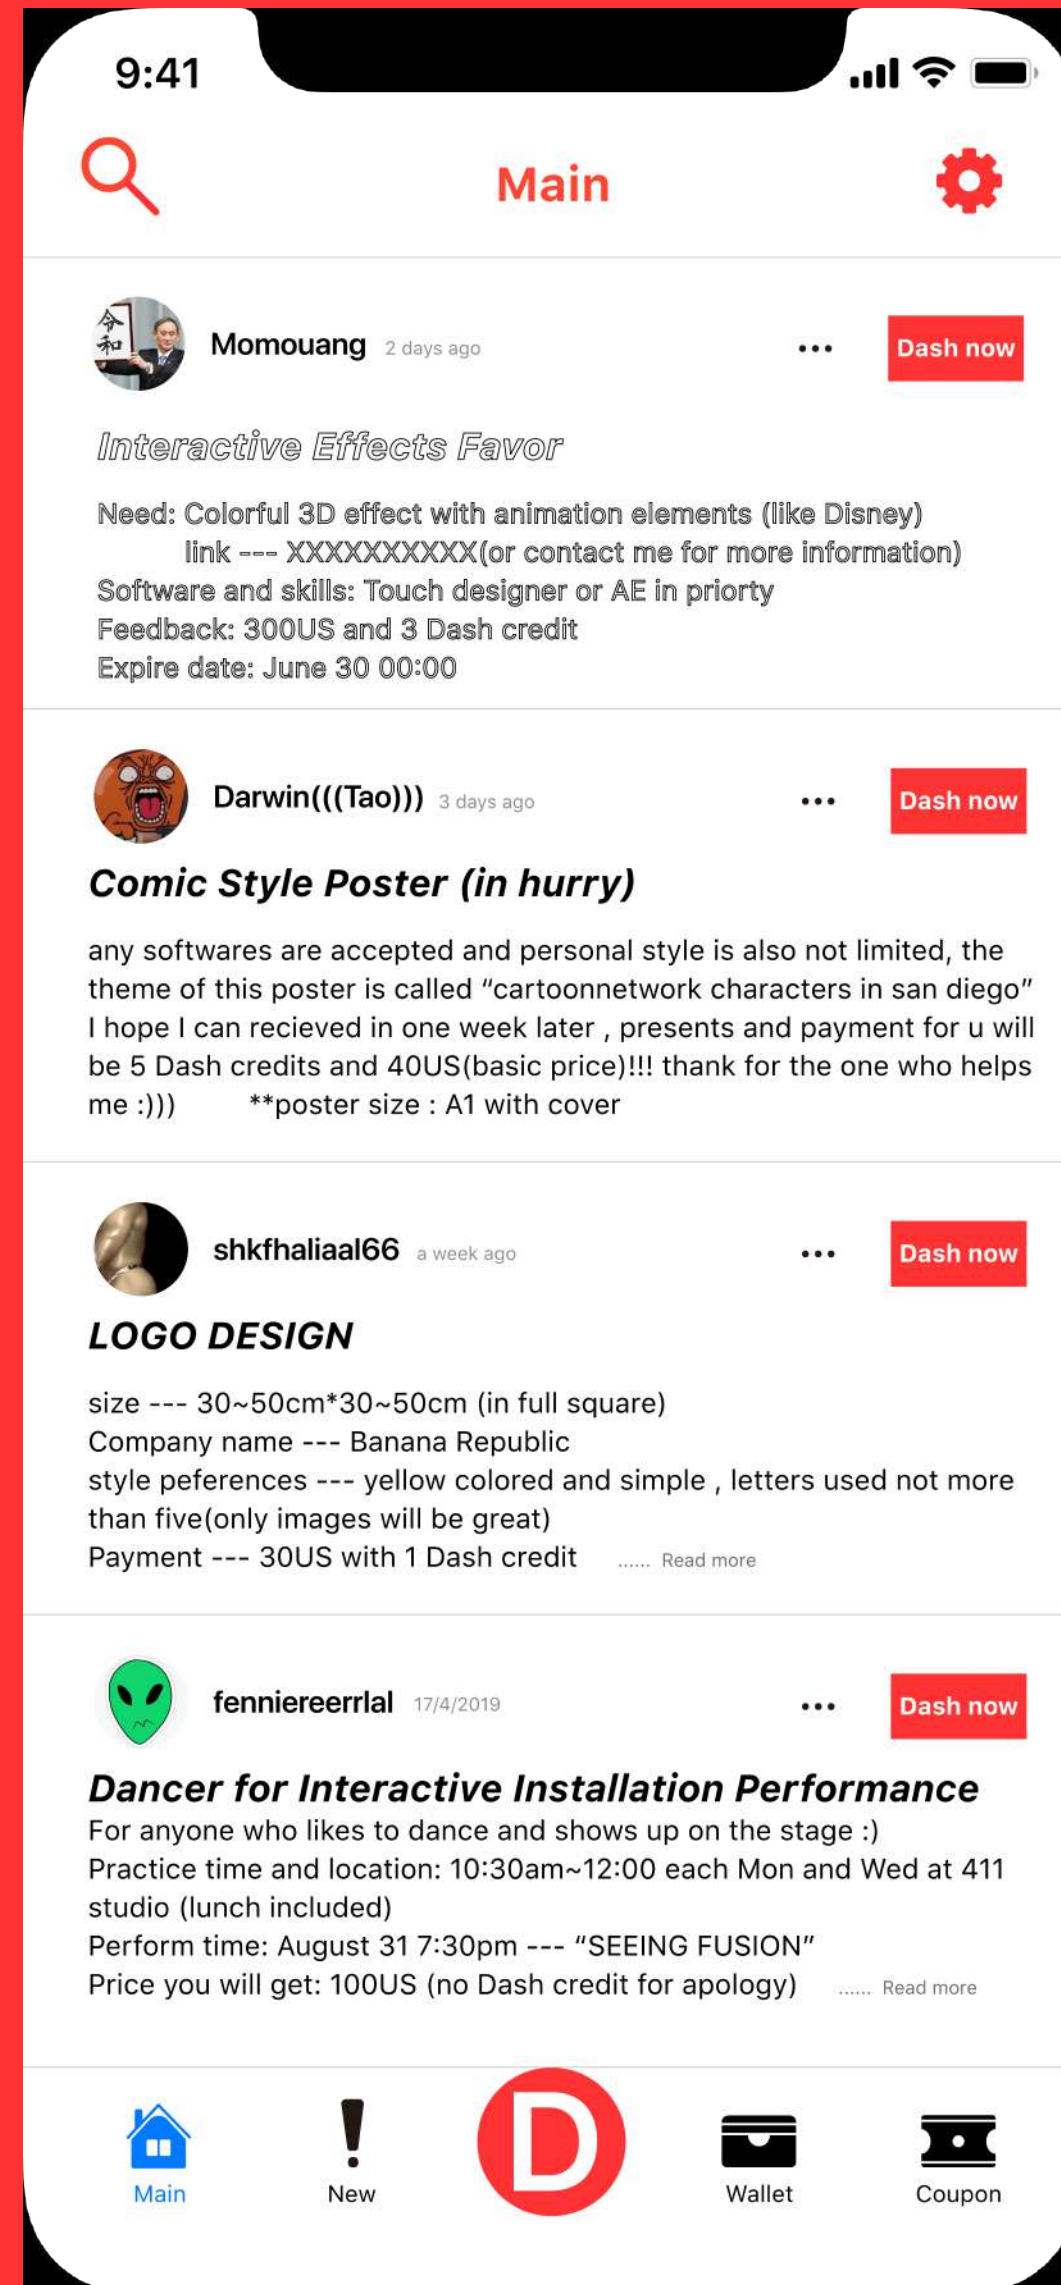 9:41
Main
令和
Momouang 2 days ago ••• Dash now
Interactive Effects Favor
Need: Colorful 3D effect with animation elements (like Disney)
link --- XXXXXXXXXX(or contact me for more information)
Software and skills: Touch designer or AE in priorty
Feedback: 300US and 3 Dash credit
Expire date: June 30 00:00
Darwin(((Tao))) 3 days ago ••• Dash now
Comic Style Poster (in hurry)
any softwares are accepted and personal style is also not limited, the
theme of this poster is called “cartoonnetwork characters in san diego”
I hope I can recieved in one week later , presents and payment for u will
be 5 Dash credits and 40US(basic price)!!! thank for the one who helps
me :))) **poster size : A1 with cover
shkfhaliaal66 a week ago ••• Dash now
LOGO DESIGN
size --- 30~50cm*30~50cm (in full square)
Company name --- Banana Republic
style peferences --- yellow colored and simple , letters used not more
than five(only images will be great)
Payment --- 30US with 1 Dash credit ...... Read more
fenniereerrlal 17/4/2019 ••• Dash now
Dancer for Interactive Installation Performance
For anyone who likes to dance and shows up on the stage :)
Practice time and location: 10:30am~12:00 each Mon and Wed at 411
studio (lunch included)
Perform time: August 31 7:30pm --- “SEEING FUSION”
Price you will get: 100US (no Dash credit for apology) ...... Read more
D
Main New Wallet Coupon